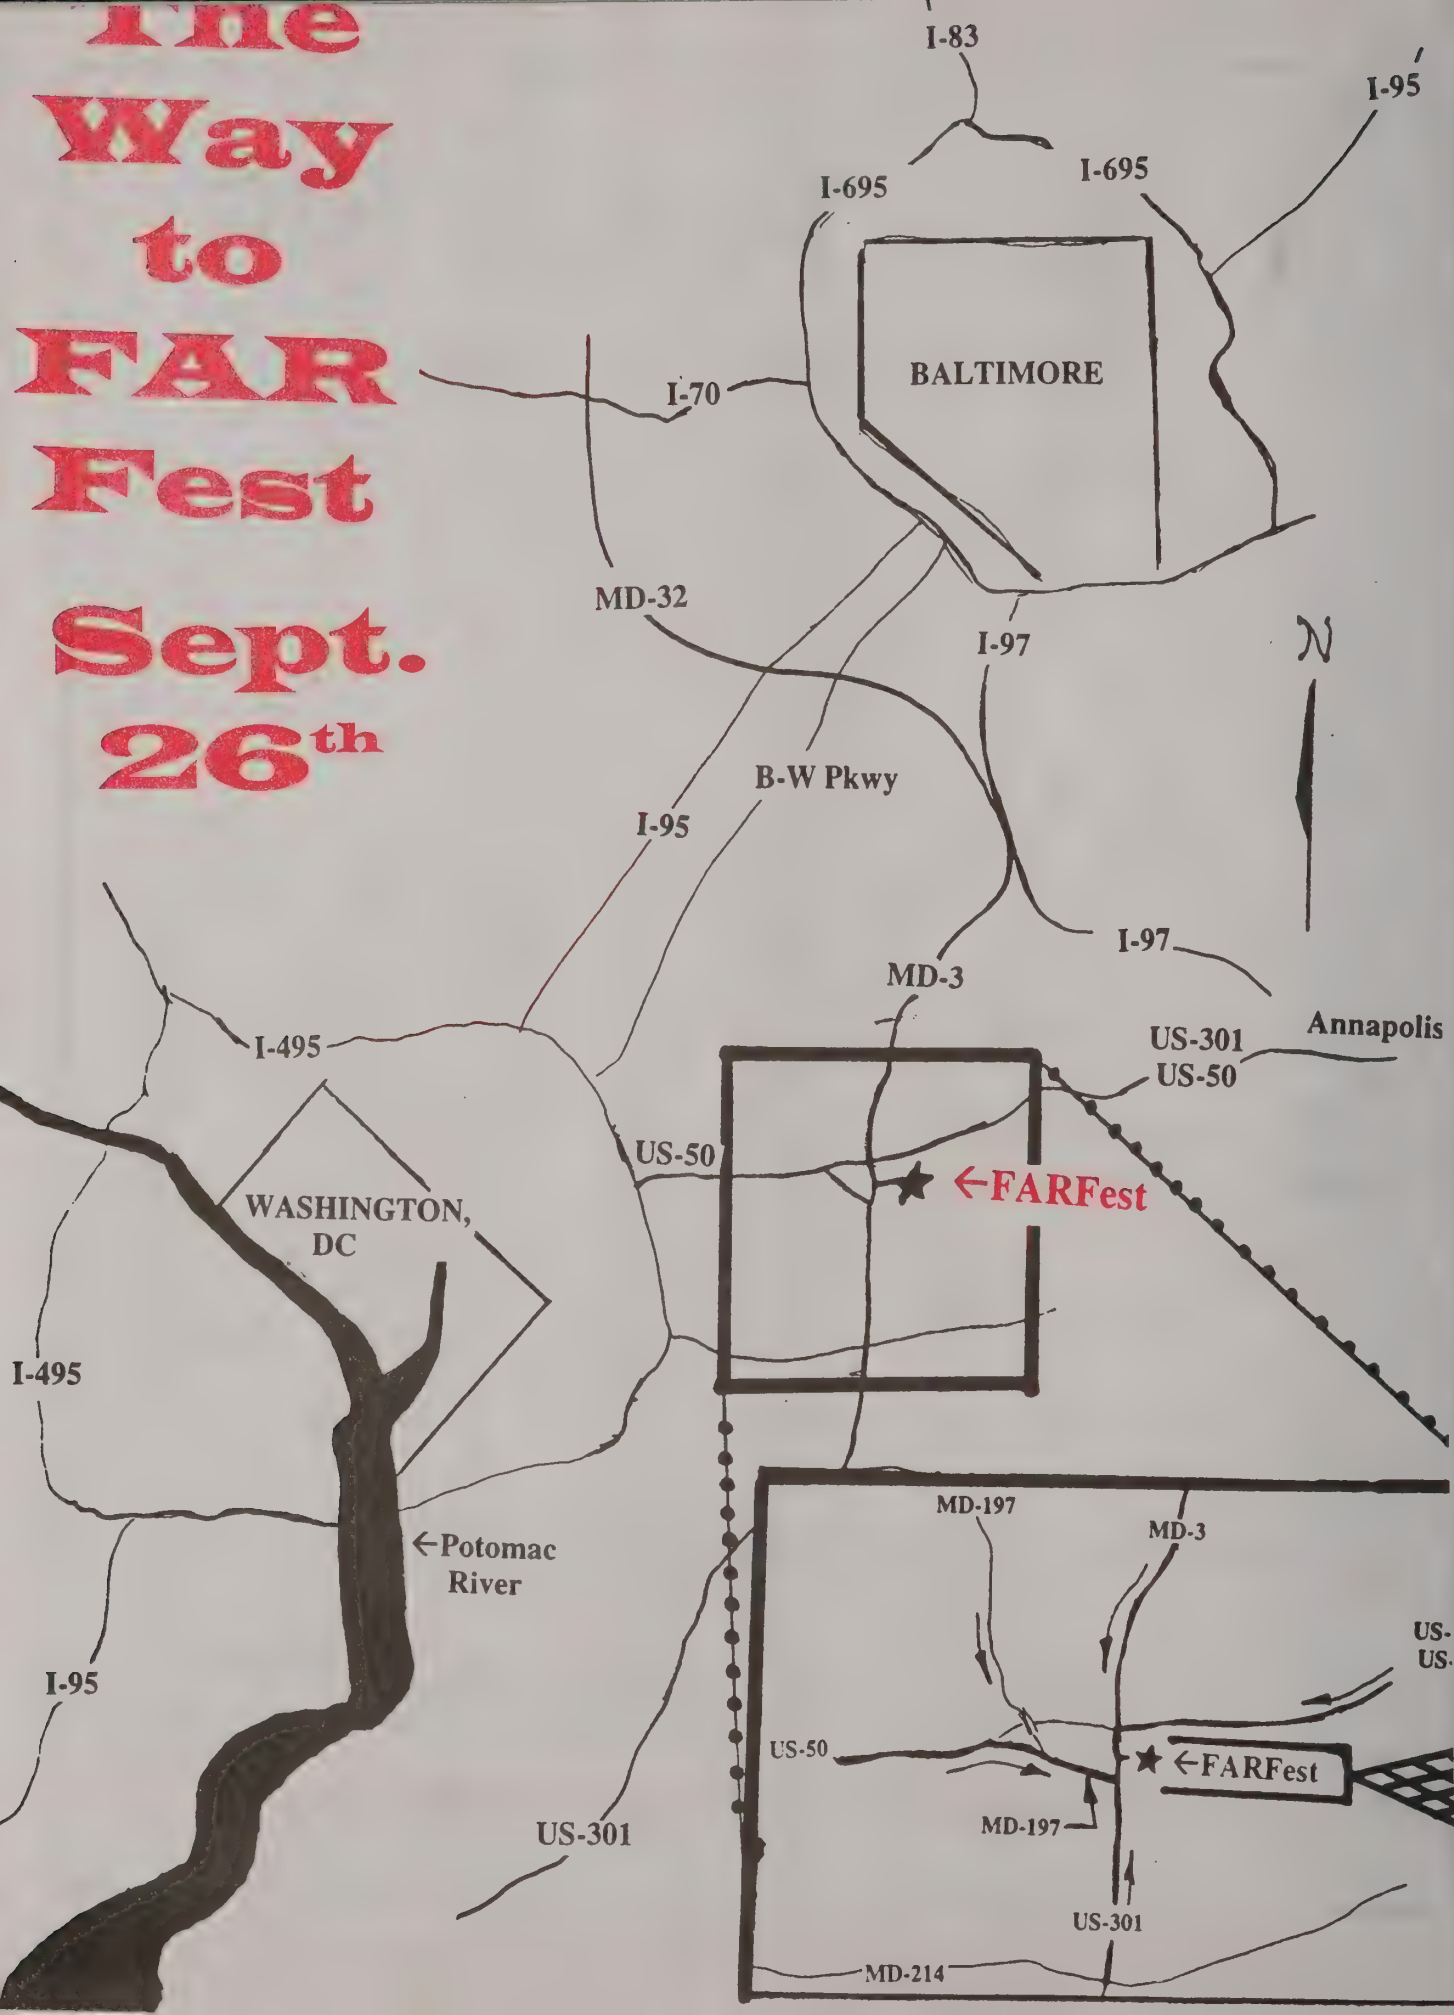 The
Way
to
FAR
Fest
Sept.
26th
I-83
I-95
I-695
I-695
BALTIMORE
I-70
MD-32
I-97
N
B-W Pkwy
I-95
I-97
MD-3
Annapolis
US-301
US-50
I-495
US-50
←FARFest
WASHINGTON,
DC
I-495
←Potomac
River
I-95
US-301
MD-197
MD-3
US-
US-
US-50
←FARFest
MD-197
US-301
MD-214